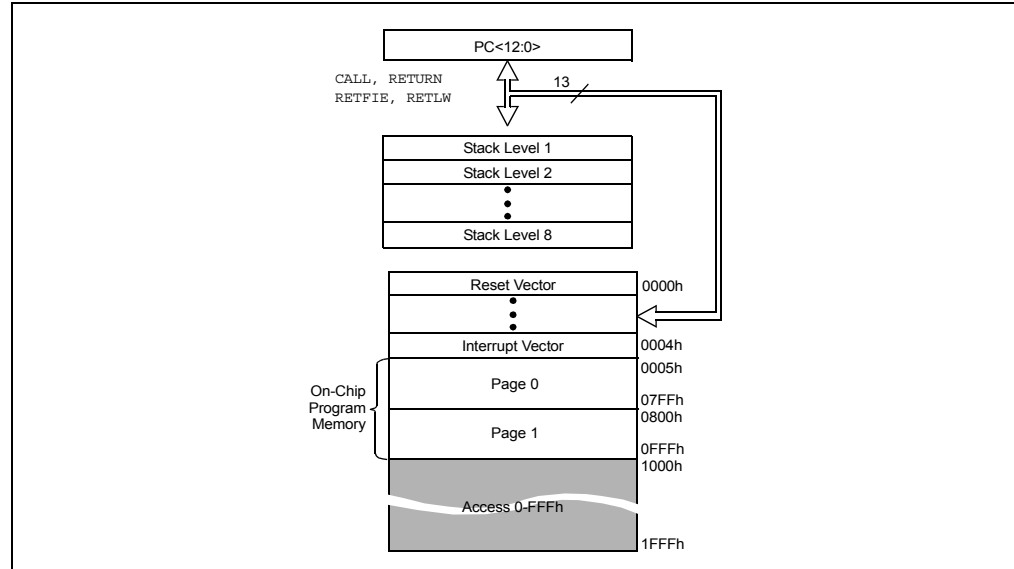 PC<12:0>
CALL, RETURN
RETFIE, RETLW
13
Stack Level 1
Stack Level 2
Stack Level 8
Reset Vector
0000h
Interrupt Vector
0004h
0005h
On-Chip
Program
Memory
Page 0
07FFh
0800h
Page 1
0FFFh
1000h
Access 0-FFFh
1FFFh